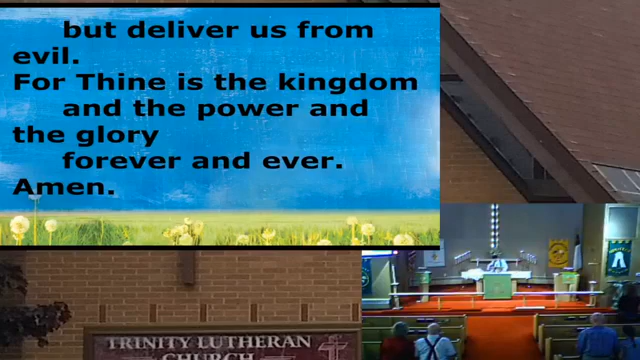 but deliver us from
evil.
For Thine is the kingdom
and the power and
the glory
forever and ever.
Amen.
TRINITY LUTHERAN
CHURCH